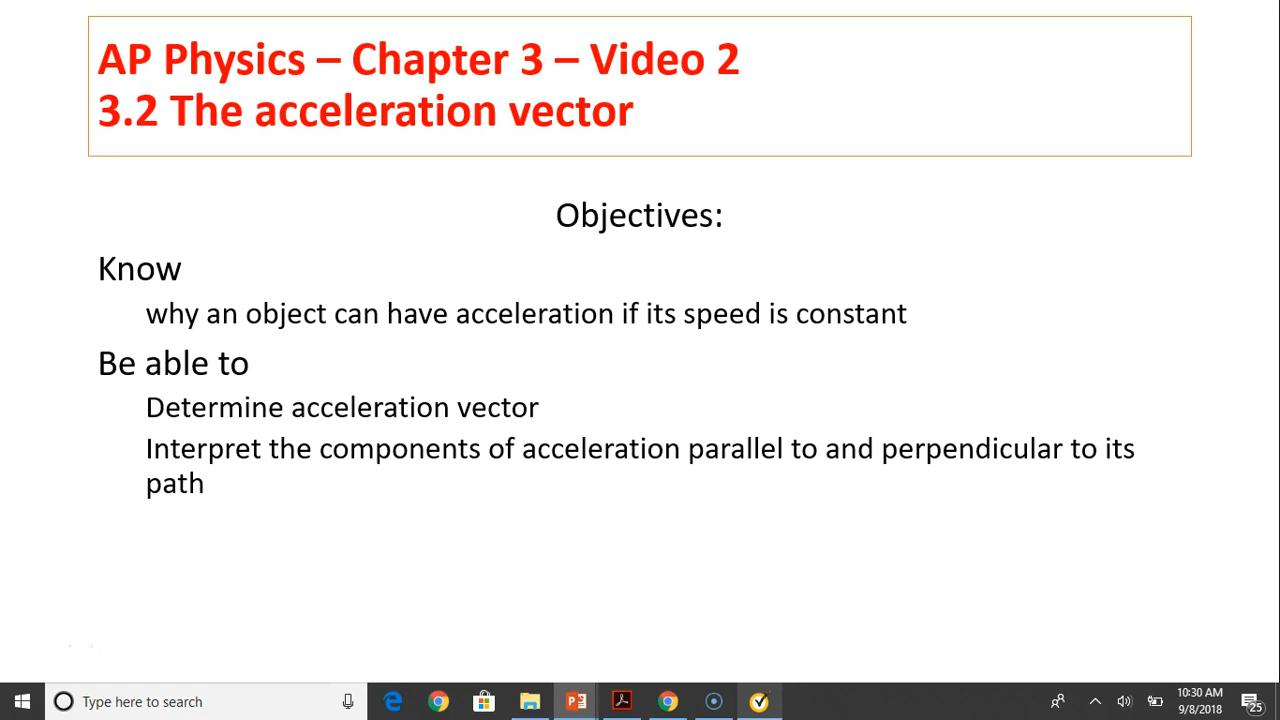 AP Physics – Chapter 3 – Video 2
3.2 The acceleration vector
Objectives:
Know
why an object can have acceleration if its speed is constant
Be able to
Determine acceleration vector
Interpret the components of acceleration parallel to and perpendicular to its
path
Type here to search
10:30 AM
9/8/2018
25